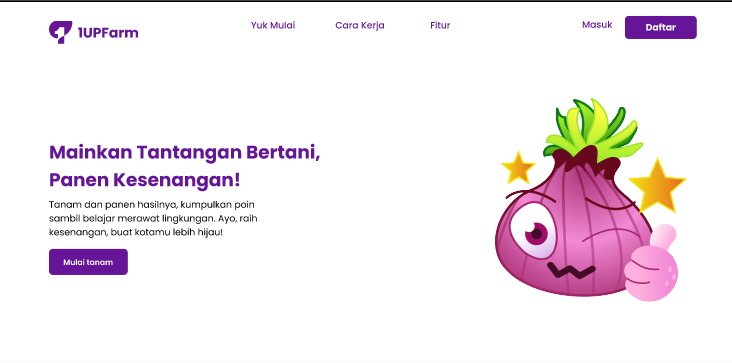 1UPFarm
Yuk Mulai
Cara Kerja
Fitur
Masuk
Daftar
Mainkan Tantangan Bertani,
Panen Kesenangan!
Tanam dan panen hasilnya, kumpulkan poin
sambil belajar merawat lingkungan. Ayo, raih
kesenangan, buat kotamu lebih hijau!
Mulai tanam